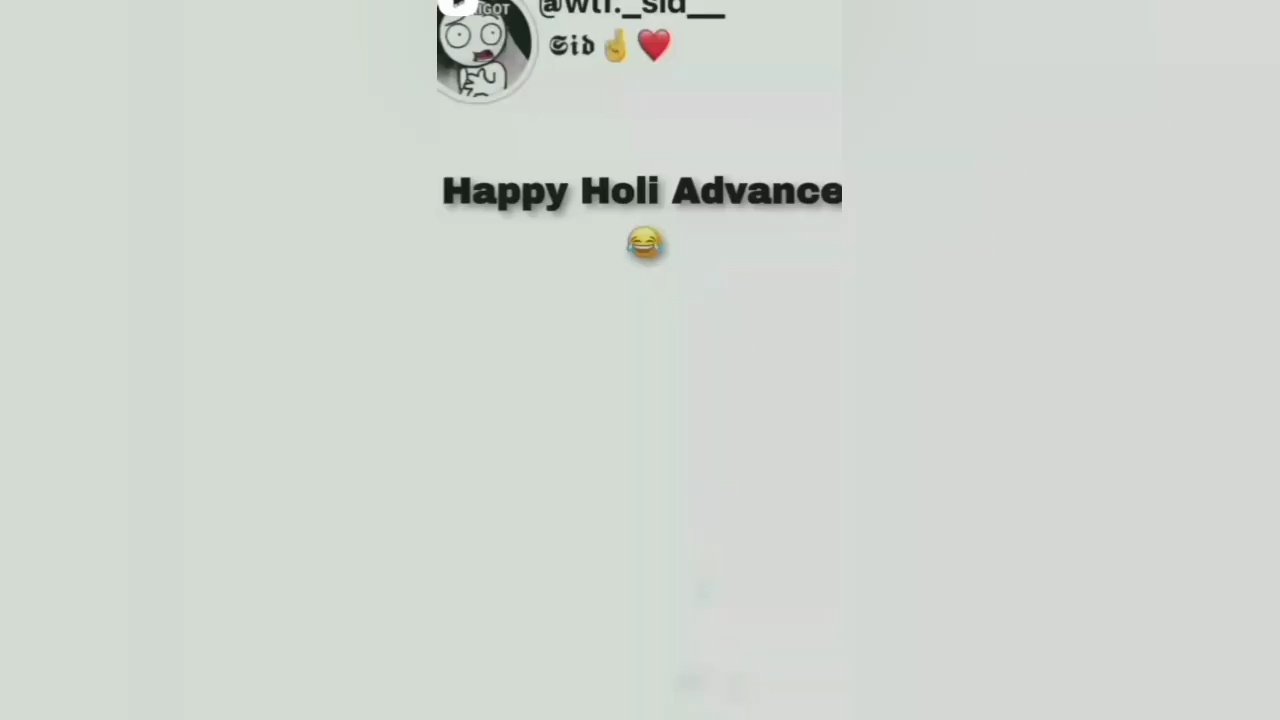 @wtf._sid__
𝕾𝖎𝖉☝️❤️
Happy Holi Advance
😂